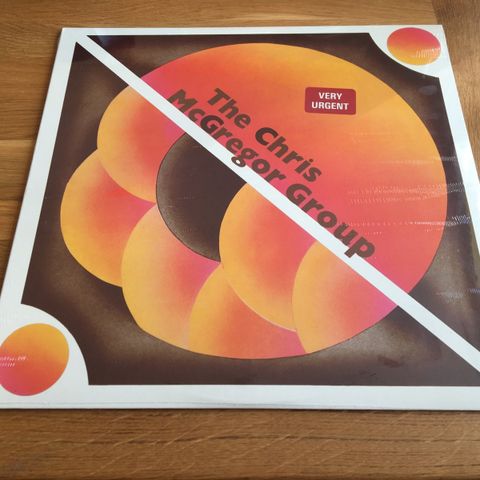 VERY
URGENT
The Chris
McGregor Group